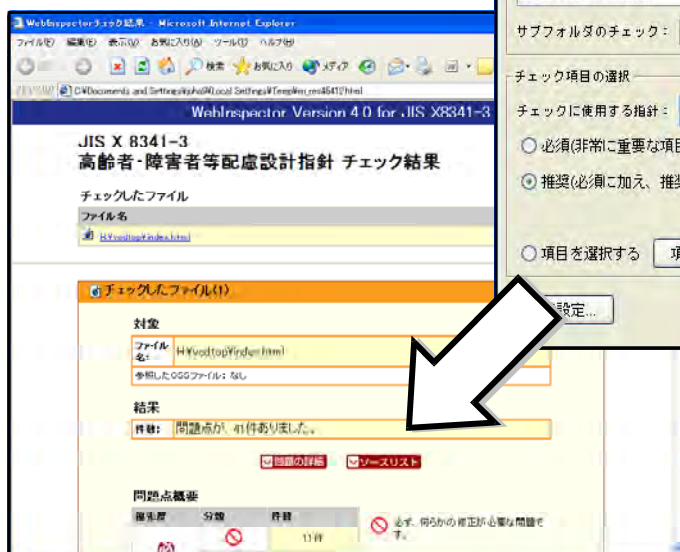 WebInspectorチェック結果 - Microsoft Internet Explorer
ファイル(F) 編集(E) 表示(V) お気に入り(A) ツール(T) ヘルプ(H)
検索 お気に入り メディア
WebInspector Version 4.0 for JIS X8341-3
JIS X 8341-3
高齢者・障害者等配慮設計指針 チェック結果
チェックしたファイル
ファイル名
H:¥vodtop¥index.html
チェックしたファイル(1)
対象
ファイル名: H:¥vodtop¥index.html
参照したCSSファイル: なし
結果
件数: 問題点が、41件ありました。
問題の詳細 ソースリスト
問題点概要
優先度 分類 件数
11件
必ず、何らかの修正が必要な問題で
す。
サブフォルダのチェック:
チェック項目の選択
チェックに使用する指針:
必須(非常に重要な項目
推奨(必須に加え、推奨
項目を選択する
設定...